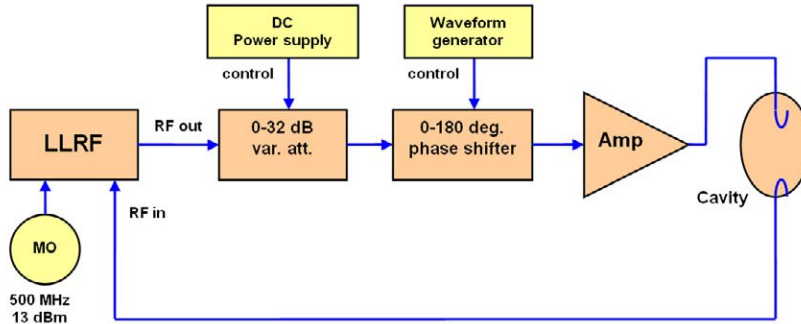 DC
Power supply
Waveform
generator
control
control
LLRF
RF out
0-32 dB
var. att.
0-180 deg.
phase shifter
Amp
Cavity
RF in
MO
500 MHz
13 dBm